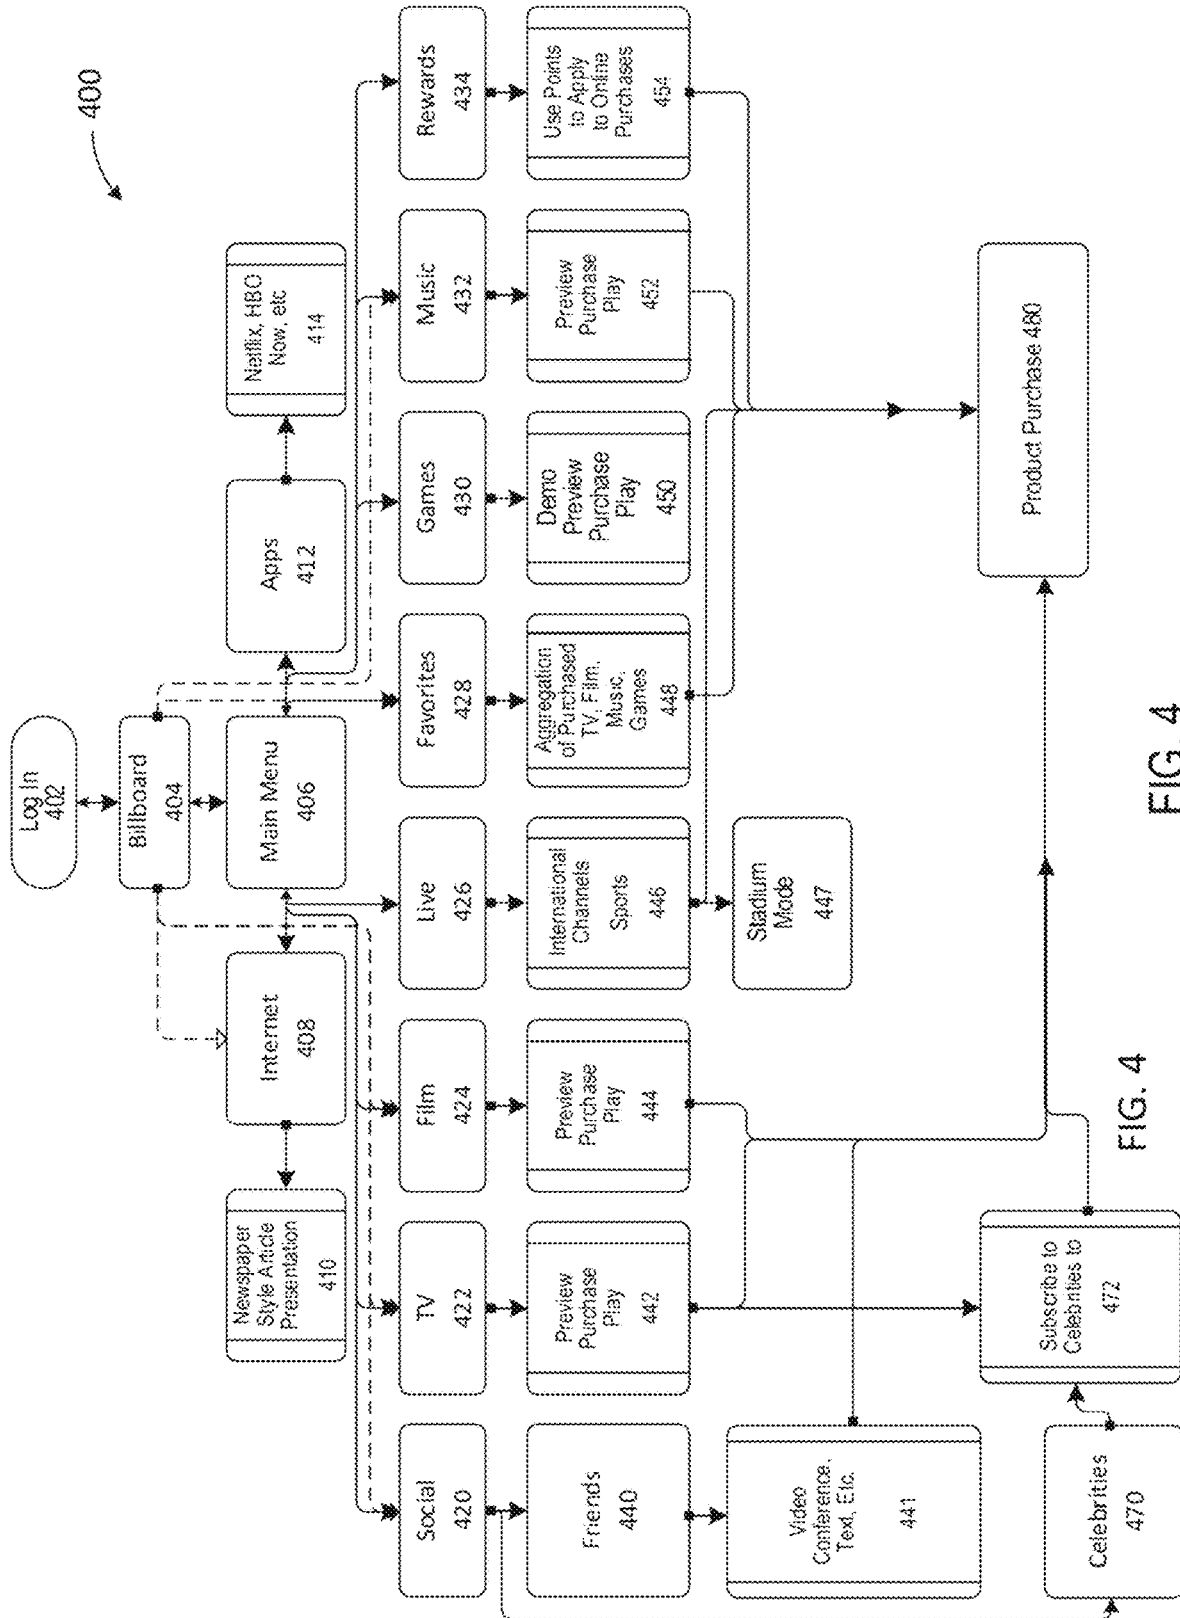 400
Log In
402
Billboard
404
Newspaper
Style Article
Presentation
410
Internet
408
Main Menu
406
Apps
412
Netflix, HBO
Now, etc
414
Social
420
TV
422
Film
424
Live
426
Favorites
428
Games
430
Music
432
Rewards
434
Friends
440
Preview
Purchase
Play
442
Preview
Purchase
Play
444
International
Channels
Sports
446
Aggregation
of Purchased
TV, Film,
Music,
Games
448
Demo
Preview
Purchase
Play
450
Preview
Purchase
Play
452
Use Points
to Apply
to Online
Purchases
454
Video
Conference,
Text, Etc.
441
Stadium
Mode
447
Celebrities
470
Subscribe to
Celebrities to
472
Product Purchase 480
FIG. 4
FIG. 4